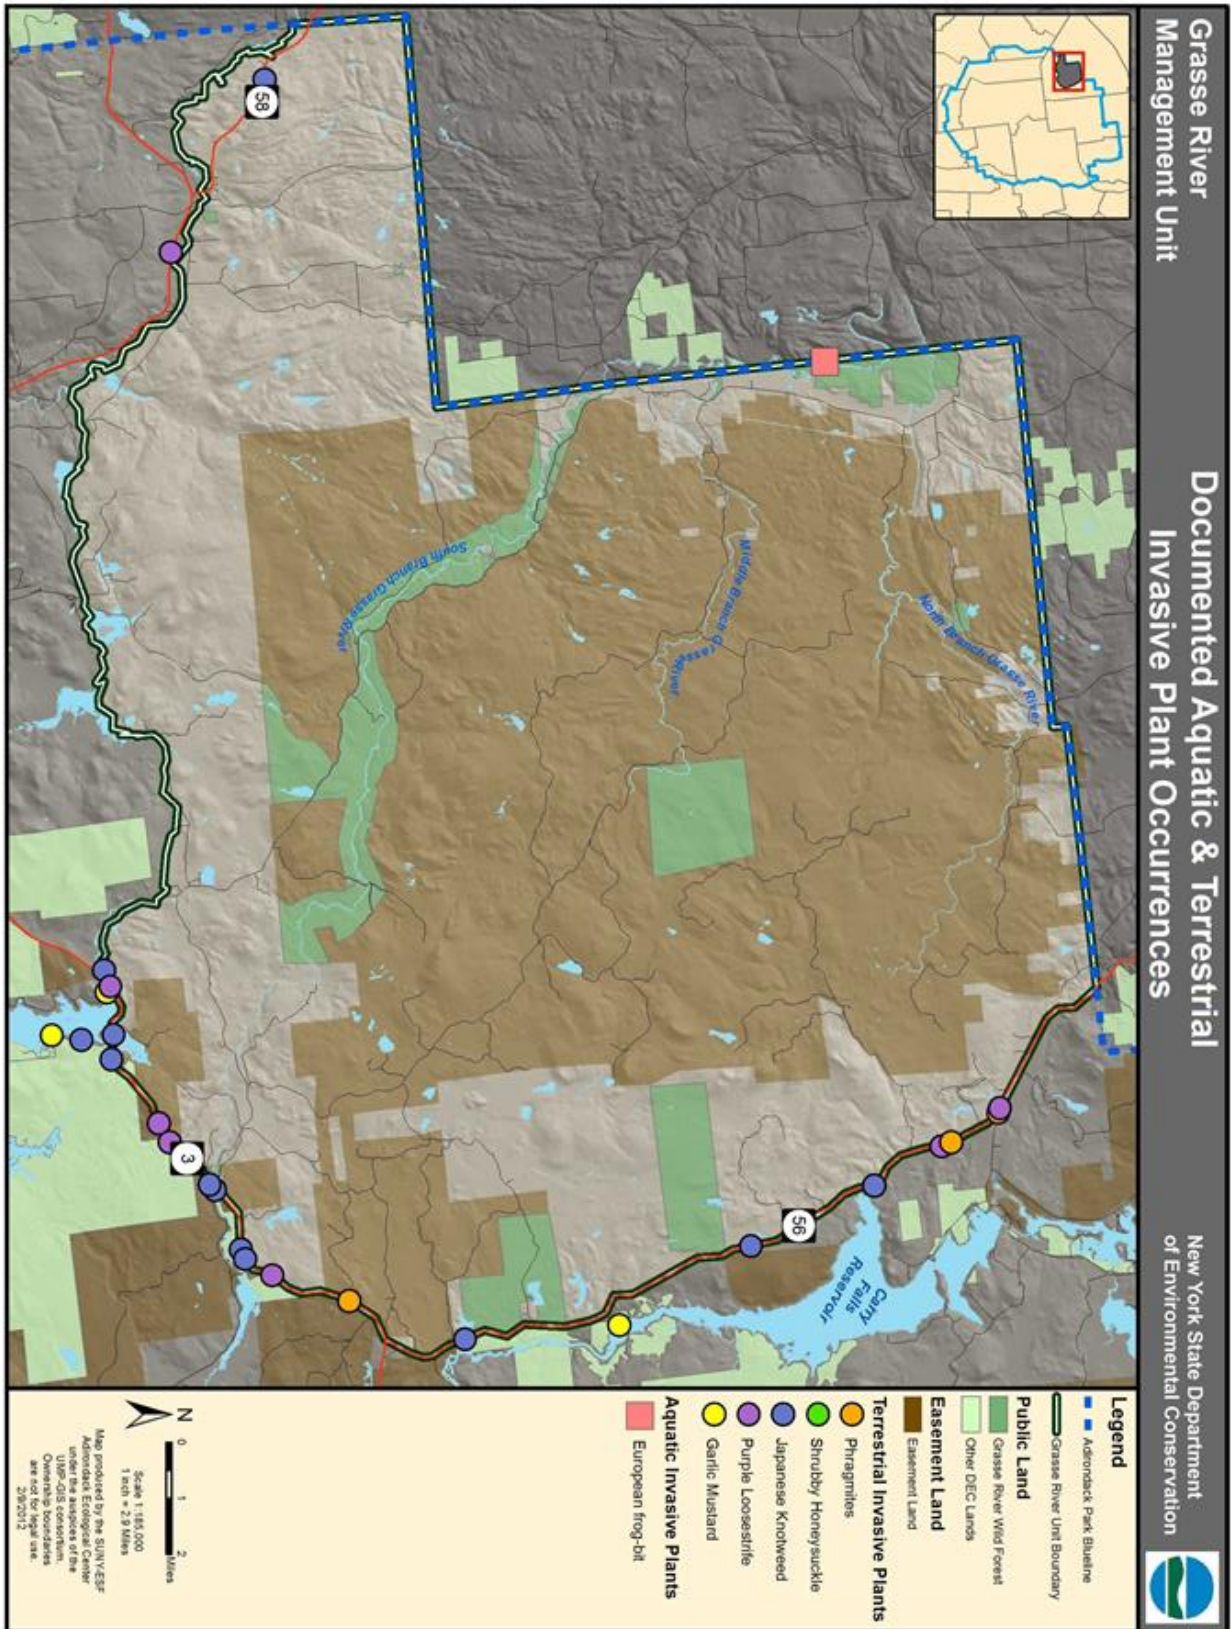 Grasse River
Management Unit
Documented Aquatic & Terrestrial
Invasive Plant Occurrences
New York State Department
of Environmental Conservation
58
3
56
South Branch Grasse River
Middle Branch Grasse
River
North Branch Grasse River
Carry
Falls
Reservoir
Legend
Adirondack Park Blueline
Grasse River Unit Boundary
Public Land
Grasse River Wild Forest
Other DEC Lands
Easement Land
Easement Land
Terrestrial Invasive Plants
Phragmites
Shrubby Honeysuckle
Japanese Knotweed
Purple Loosestrife
Garlic Mustard
Aquatic Invasive Plants
European frog-bit
N
0 1 2
Miles
Scale 1:185,000
1 inch = 2.9 Miles
Map produced by the SUNY-ESF
Adirondack Ecological Center
under the auspices of the
UMP-GIS consortium.
Ownership boundaries
are not for legal use.
2/9/2012